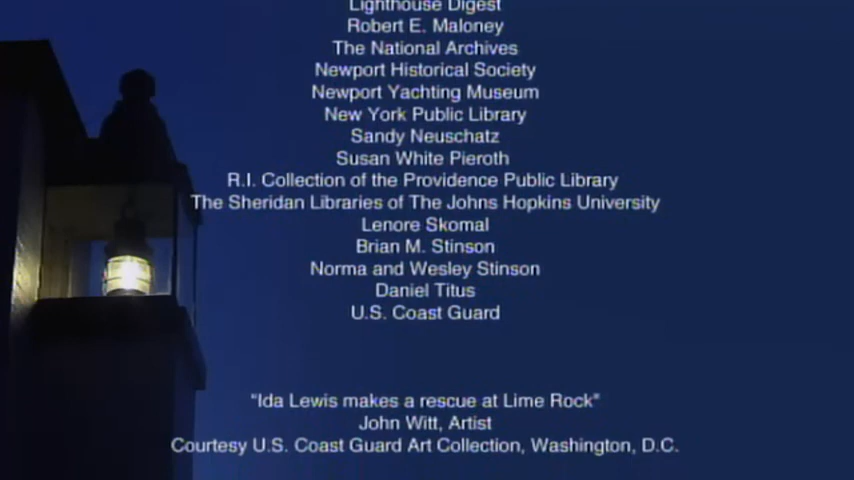 Lighthouse Digest
Robert E. Maloney
The National Archives
Newport Historical Society
Newport Yachting Museum
New York Public Library
Sandy Neuschatz
Susan White Pieroth
R.I. Collection of the Providence Public Library
The Sheridan Libraries of The Johns Hopkins University
Lenore Skomal
Brian M. Stinson
Norma and Wesley Stinson
Daniel Titus
U.S. Coast Guard
"Ida Lewis makes a rescue at Lime Rock"
John Witt, Artist
Courtesy U.S. Coast Guard Art Collection, Washington, D.C.